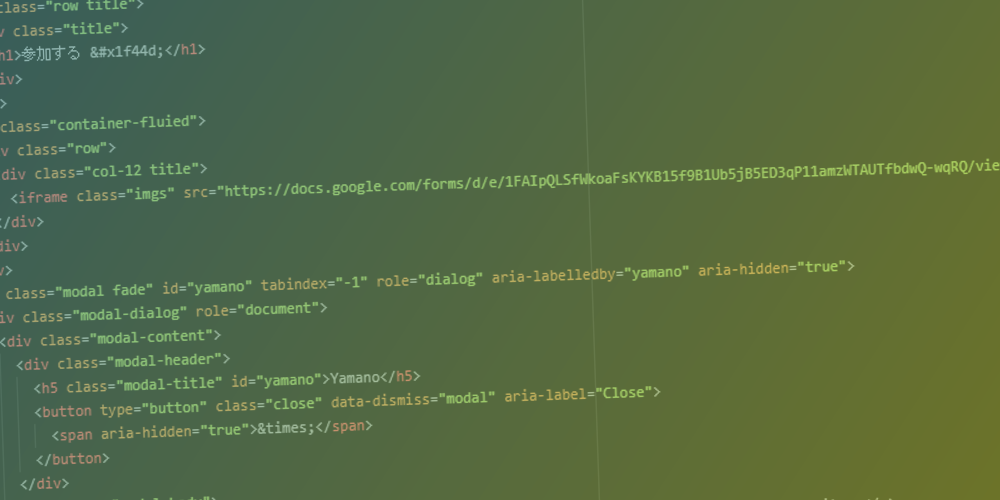 class="row title">
v class="title">
h1>参加する &#x1f44d;</h1>
iv>
>
class="container-fluied">
v class="row">
div class="col-12 title">
<iframe class="imgs" src="https://docs.google.com/forms/d/e/1FAIpQLSfWkoaFsKYKB15f9B1Ub5jB5ED3qP11amzWTAUTfbdwQ-wqRQ/vie
</div>
div>
v>
class="modal fade" id="yamano" tabindex="-1" role="dialog" aria-labelledby="yamano" aria-hidden="true">
iv class="modal-dialog" role="document">
<div class="modal-content">
<div class="modal-header">
<h5 class="modal-title" id="yamano">Yamano</h5>
<button type="button" class="close" data-dismiss="modal" aria-label="Close">
<span aria-hidden="true">&times;</span>
</button>
</div>